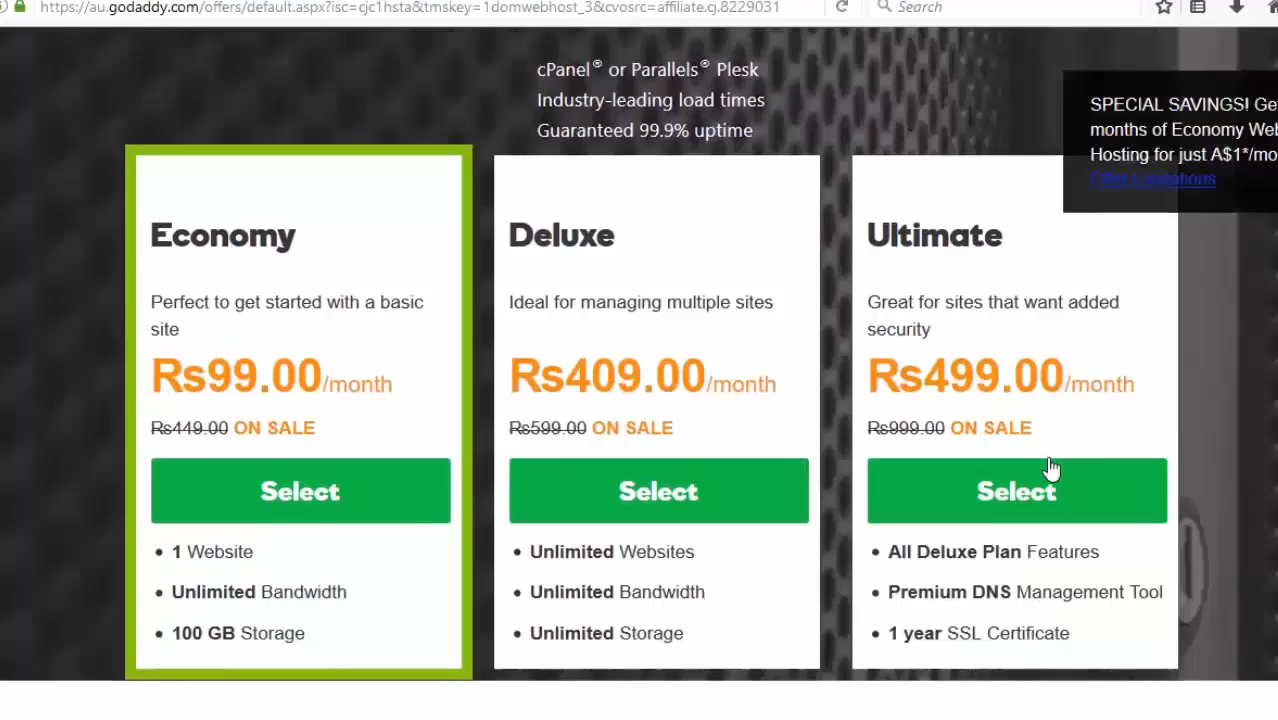 https://au.godaddy.com/offers/default.aspx?isc=cjc1hsta&tmskey=1domwebhost_3&cvosrc=affiliate.cj.8229031
Search
cPanel® or Parallels® Plesk
Industry-leading load times
Guaranteed 99.9% uptime
SPECIAL SAVINGS!
months of Economy
Hosting for just A$1*/mo
Offer Limitations
Economy
Perfect to get started with a basic
site
Rs99.00/month
Rs449.00 ON SALE
Select
• 1 Website
• Unlimited Bandwidth
• 100 GB Storage
Deluxe
Ideal for managing multiple sites
Rs409.00/month
Rs599.00 ON SALE
Select
• Unlimited Websites
• Unlimited Bandwidth
• Unlimited Storage
Ultimate
Great for sites that want added
security
Rs499.00/month
Rs999.00 ON SALE
Select
• All Deluxe Plan Features
• Premium DNS Management Tool
• 1 year SSL Certificate